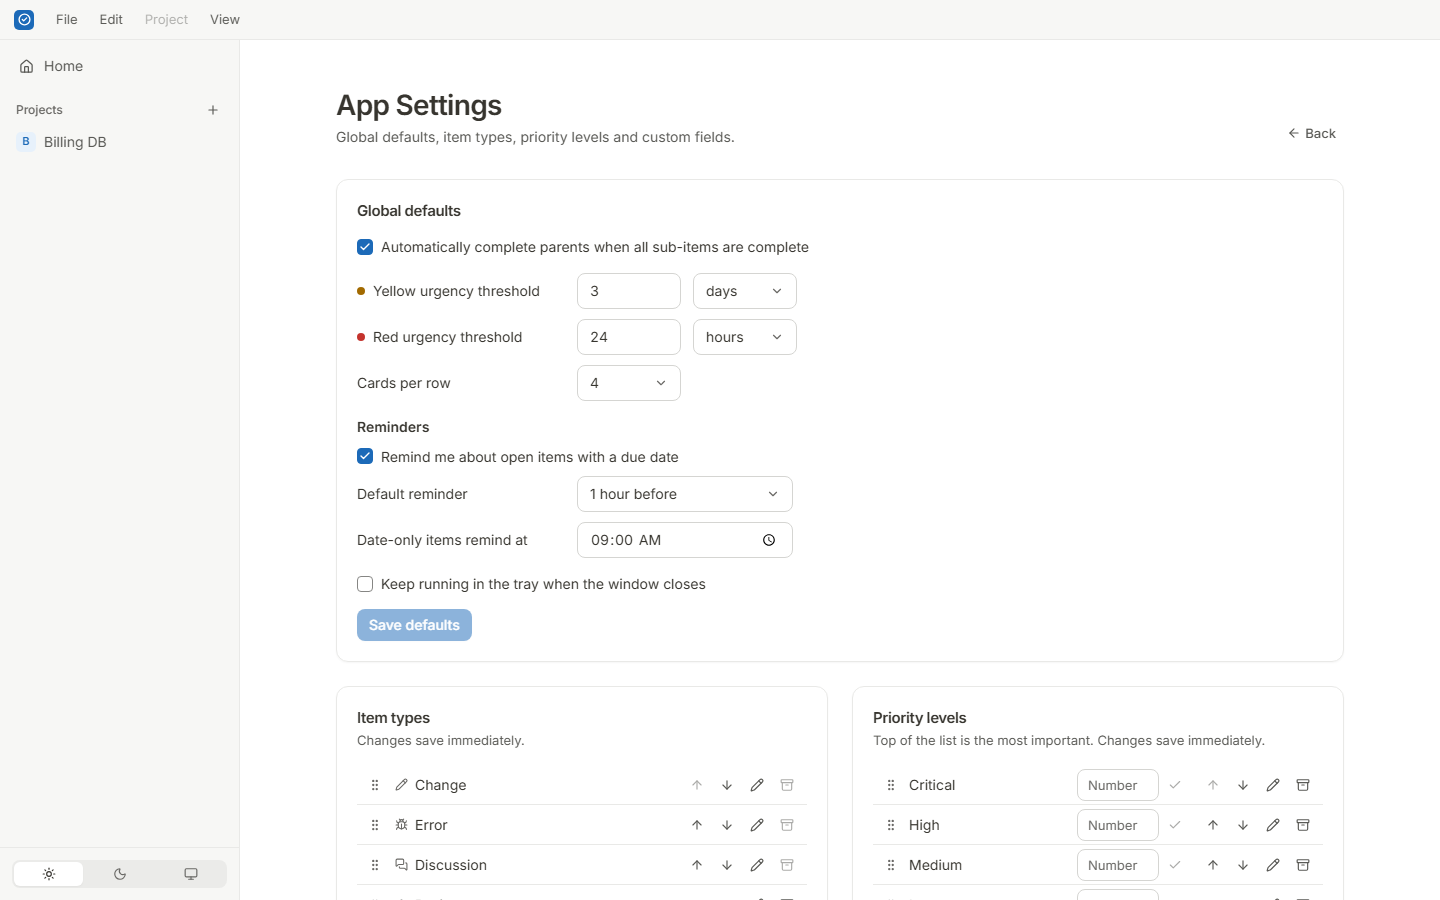 File Edit Project View
Home
Projects
B Billing DB
App Settings
Global defaults, item types, priority levels and custom fields.
Back
Global defaults
Automatically complete parents when all sub-items are complete
Yellow urgency threshold 3 days
Red urgency threshold 24 hours
Cards per row 4
Reminders
Remind me about open items with a due date
Default reminder 1 hour before
Date-only items remind at 09:00 AM
Keep running in the tray when the window closes
Save defaults
Item types
Changes save immediately.
Change
Error
Discussion
Priority levels
Top of the list is the most important. Changes save immediately.
Critical Number
High Number
Medium Number